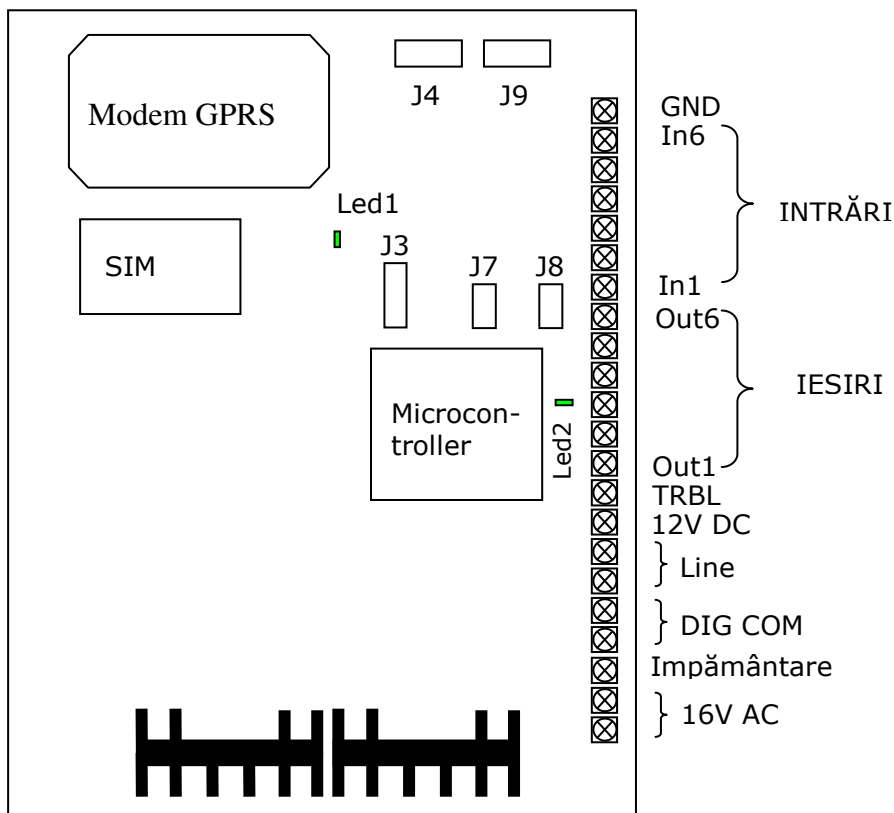 J4
J9
Modem GPRS
GND
In6
Led1
INTRĂRI
SIM
J3
J7
J8
In1
Out6
IESIRI
Microcon-
troller
Led2
Out1
TRBL
12V DC
Line
DIG COM
Impământare
16V AC